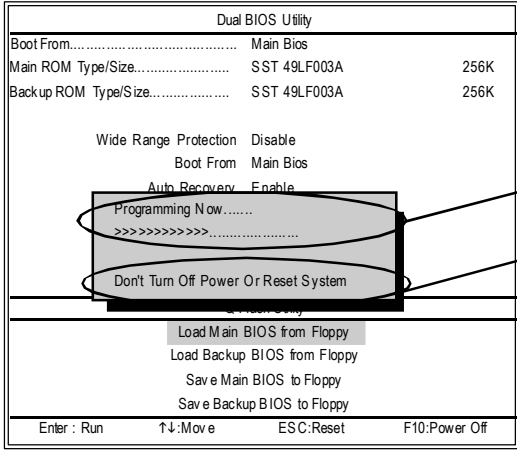 Dual BIOS Utility
Boot From........................................ Main Bios
Main ROM Type/Size....................... SST 49LF003A 256K
Backup ROM Type/Size................... SST 49LF003A 256K
Wide Range Protection Disable
Boot From Main Bios
Auto Recovery Enable
Programming Now.......
>>>>>>>>>>>>>......................
Don't Turn Off Power Or Reset System
Q-Flash Utility
Load Main BIOS from Floppy
Load Backup BIOS from Floppy
Save Main BIOS to Floppy
Save Backup BIOS to Floppy
Enter : Run ↑↓:Move ESC:Reset F10:Power Off